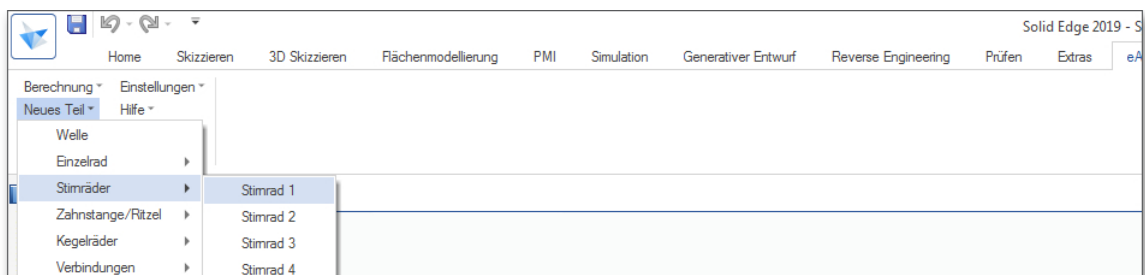 Solid Edge 2019 - S
Home Skizzieren 3D Skizzieren Flächenmodellierung PMI Simulation Generativer Entwurf Reverse Engineering Prüfen Extras eA
Berechnung Einstellungen
Neues Teil Hilfe
Welle
Einzelrad
Stirnräder Stirnrad 1
Zahnstange/Ritzel Stirnrad 2
Kegelräder Stirnrad 3
Verbindungen Stirnrad 4